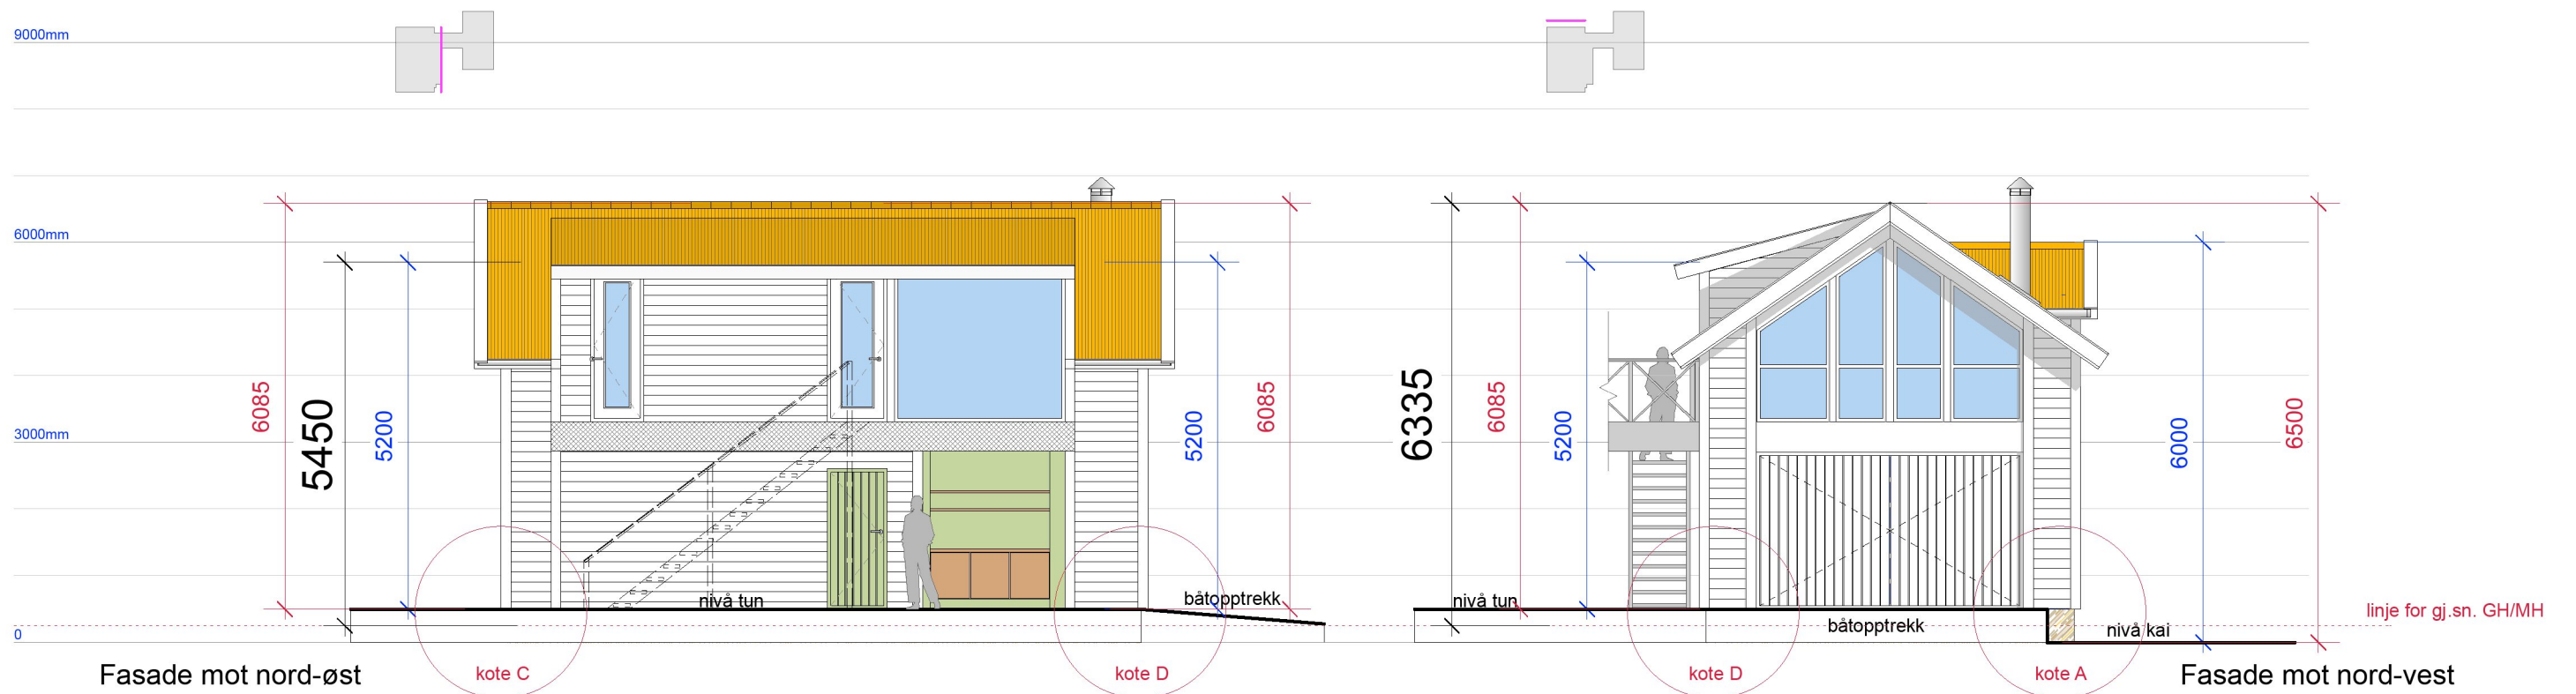 9000mm
6000mm
3000mm
0
6085
5450
5200
nivå tun
båtopptrekk
5200
6085
kote C
kote D
Fasade mot nord-øst
6335
6085
5200
nivå tun
båtopptrekk
nivå kai
6000
6500
linje for gj.sn. GH/MH
kote D
kote A
Fasade mot nord-vest